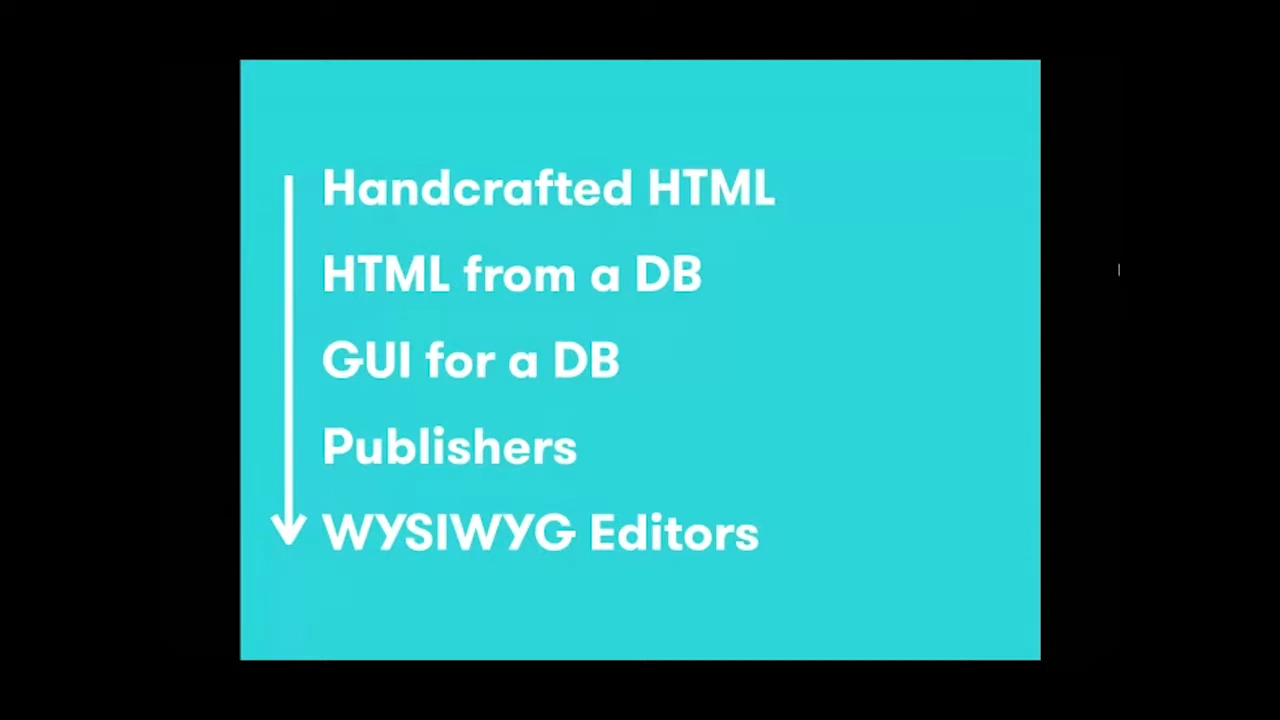 Handcrafted HTML
HTML from a DB
GUI for a DB
Publishers
WYSIWYG Editors